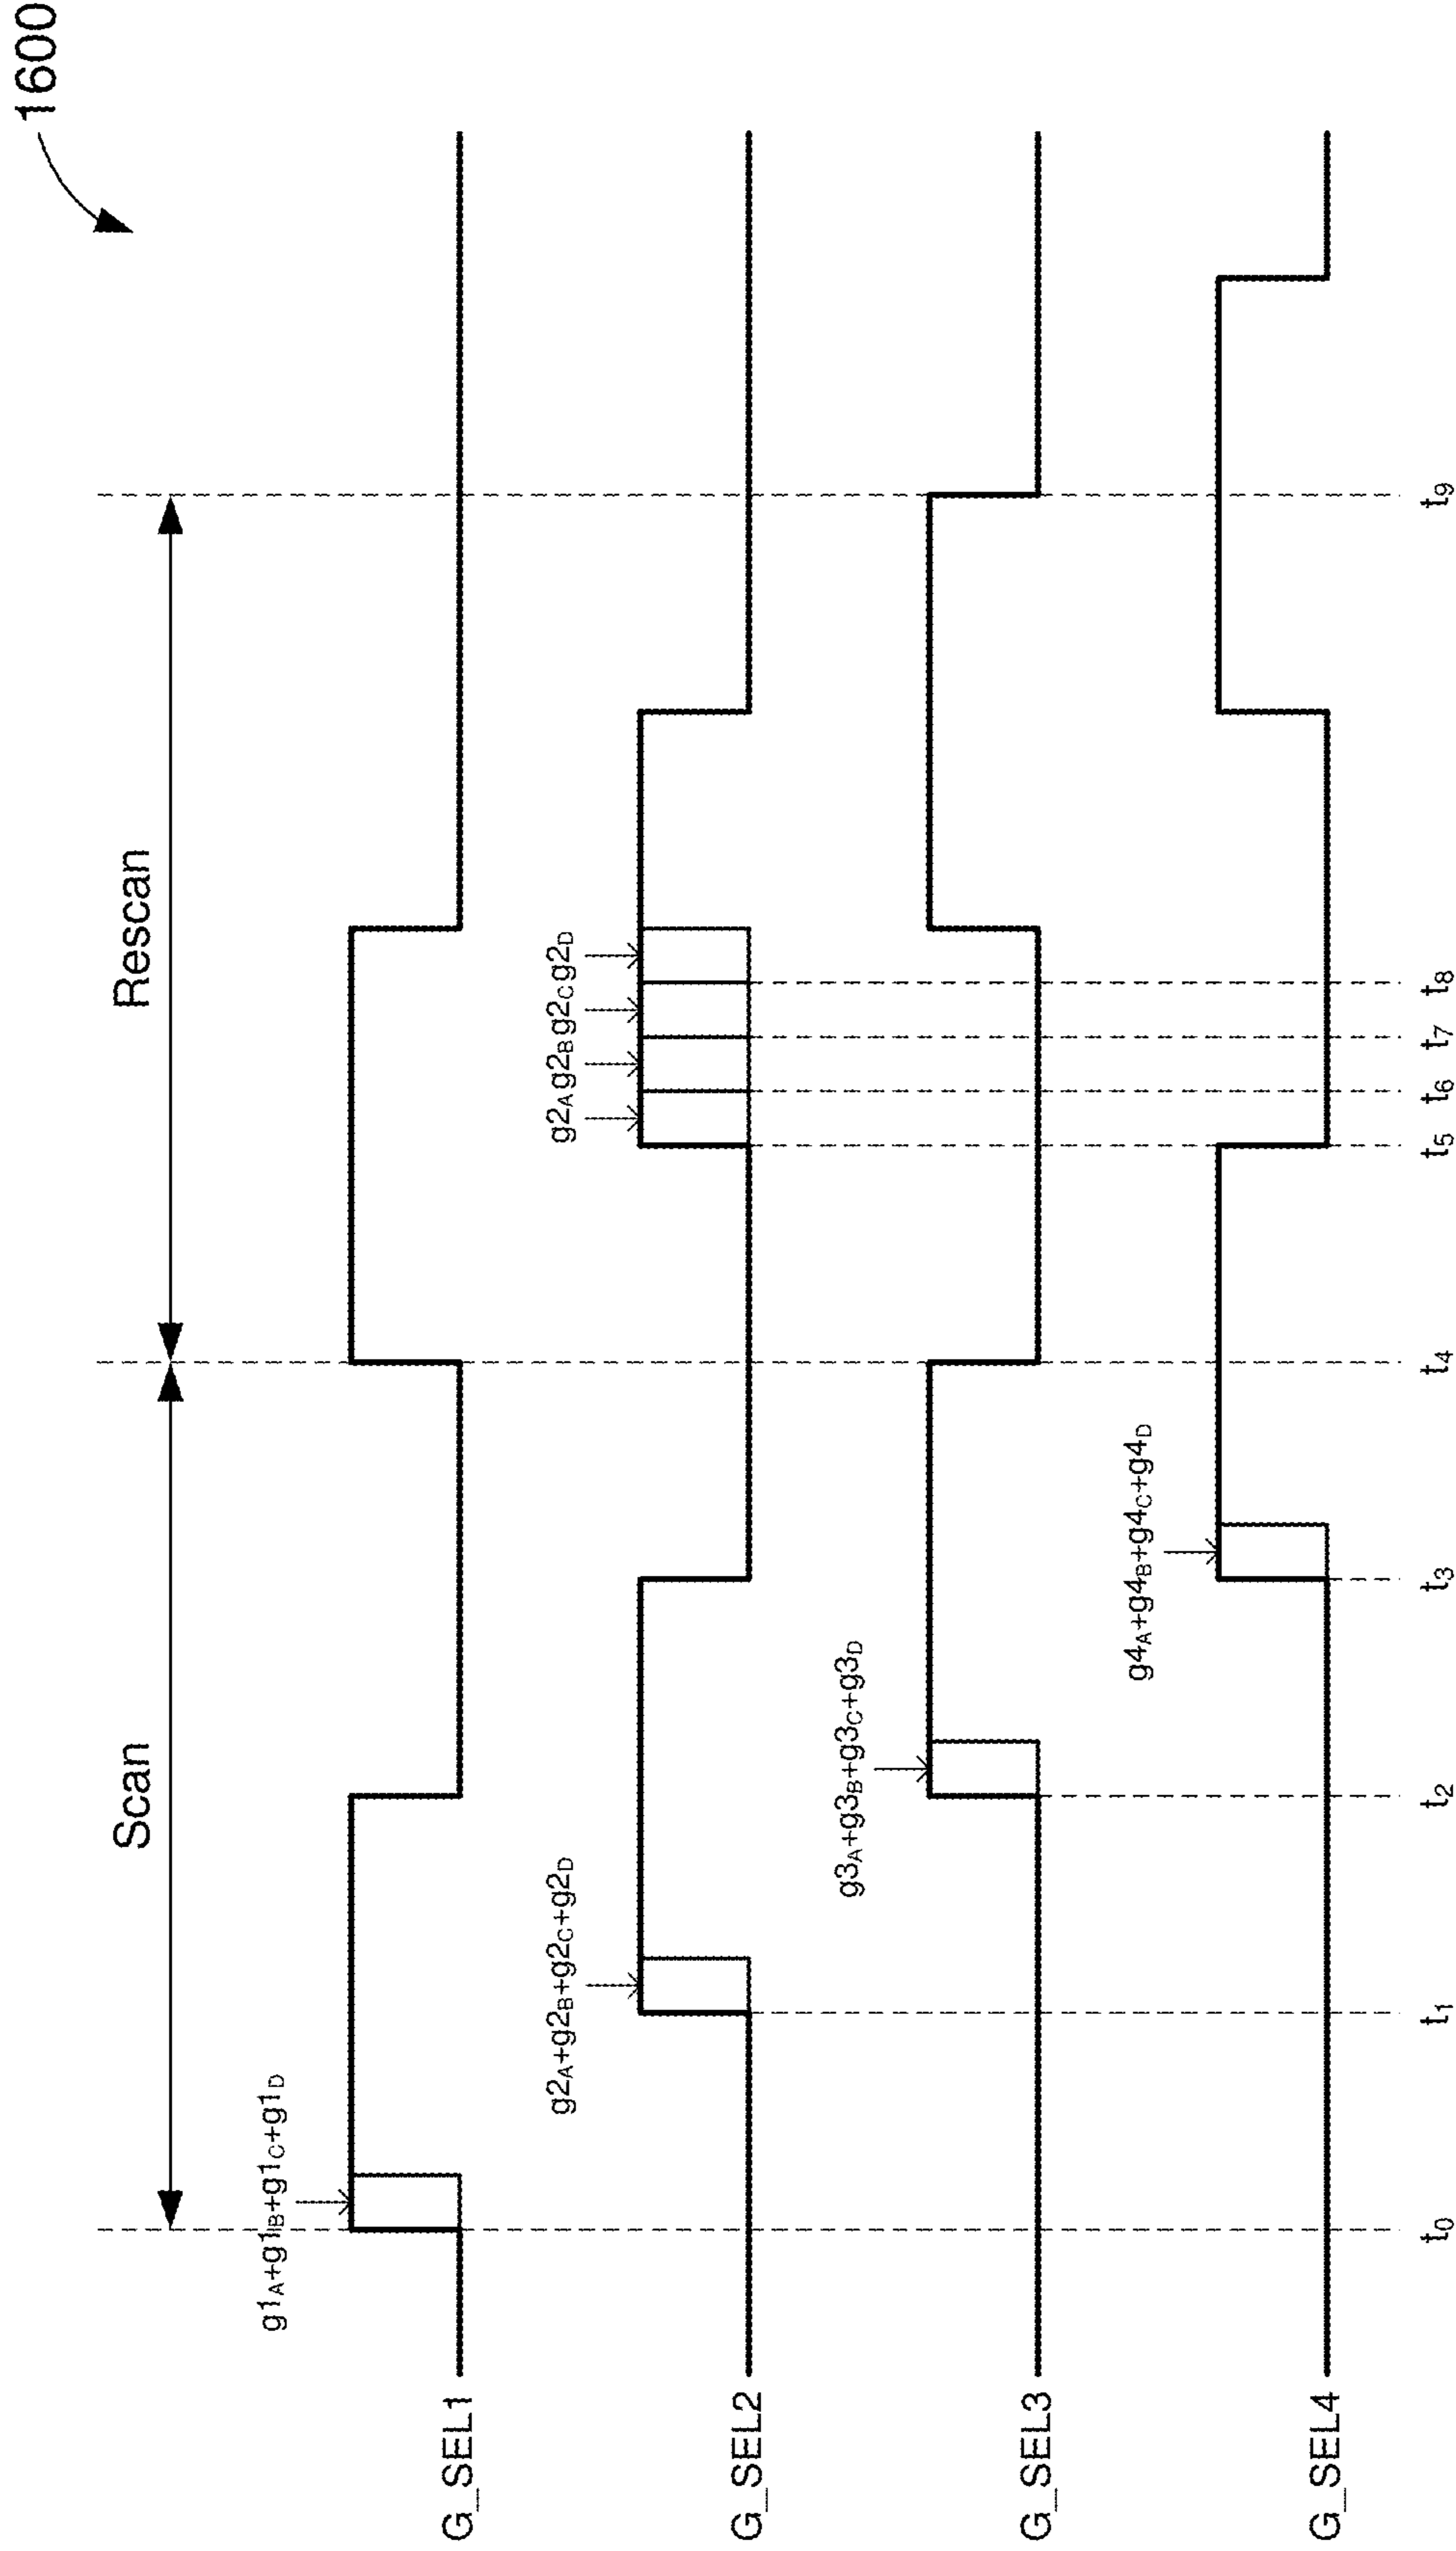 1600
Scan
Rescan
g1A+g1B+g1C+g1D
G_SEL1
g2A+g2B+g2C+g2D
g2A g2B g2C g2D
G_SEL2
g3A+g3B+g3C+g3D
G_SEL3
g4A+g4B+g4C+g4D
G_SEL4
t0 t1 t2 t3 t4 t5 t6 t7 t8 t9